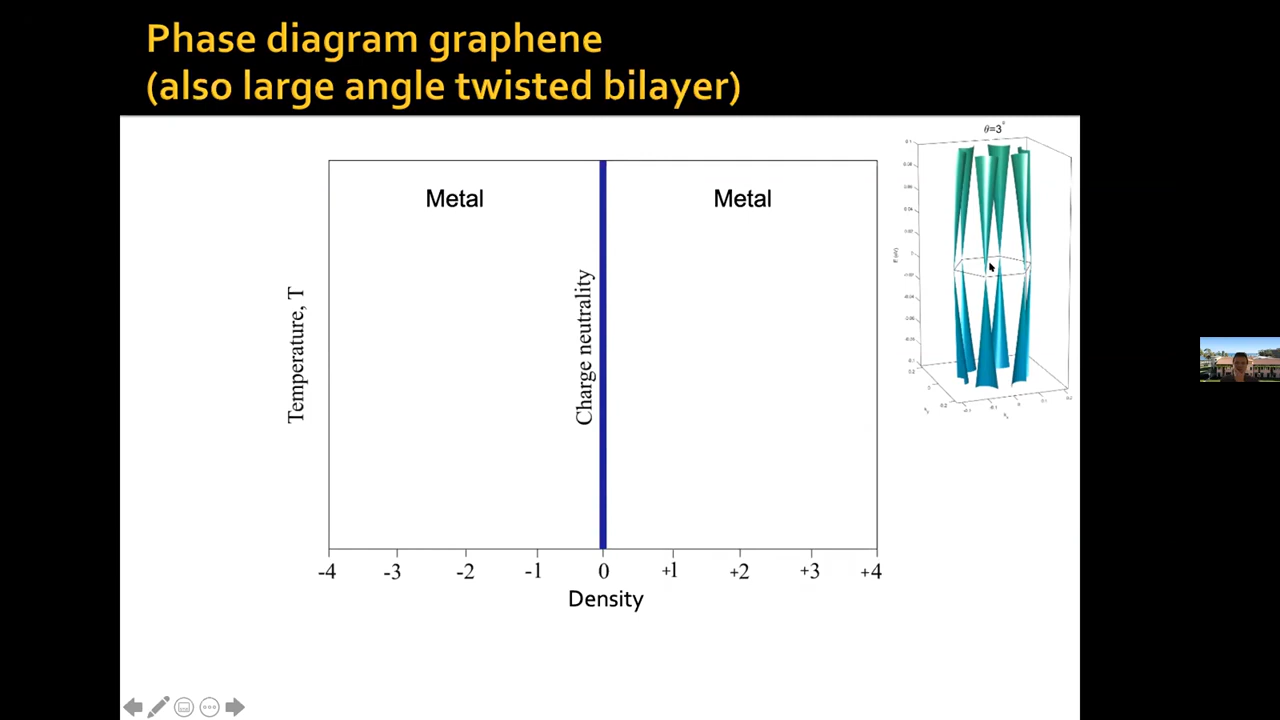 Phase diagram graphene
(also large angle twisted bilayer)
θ=3°
Metal
Metal
Temperature, T
Charge neutrality
-4
-3
-2
-1
0
+1
+2
+3
+4
Density